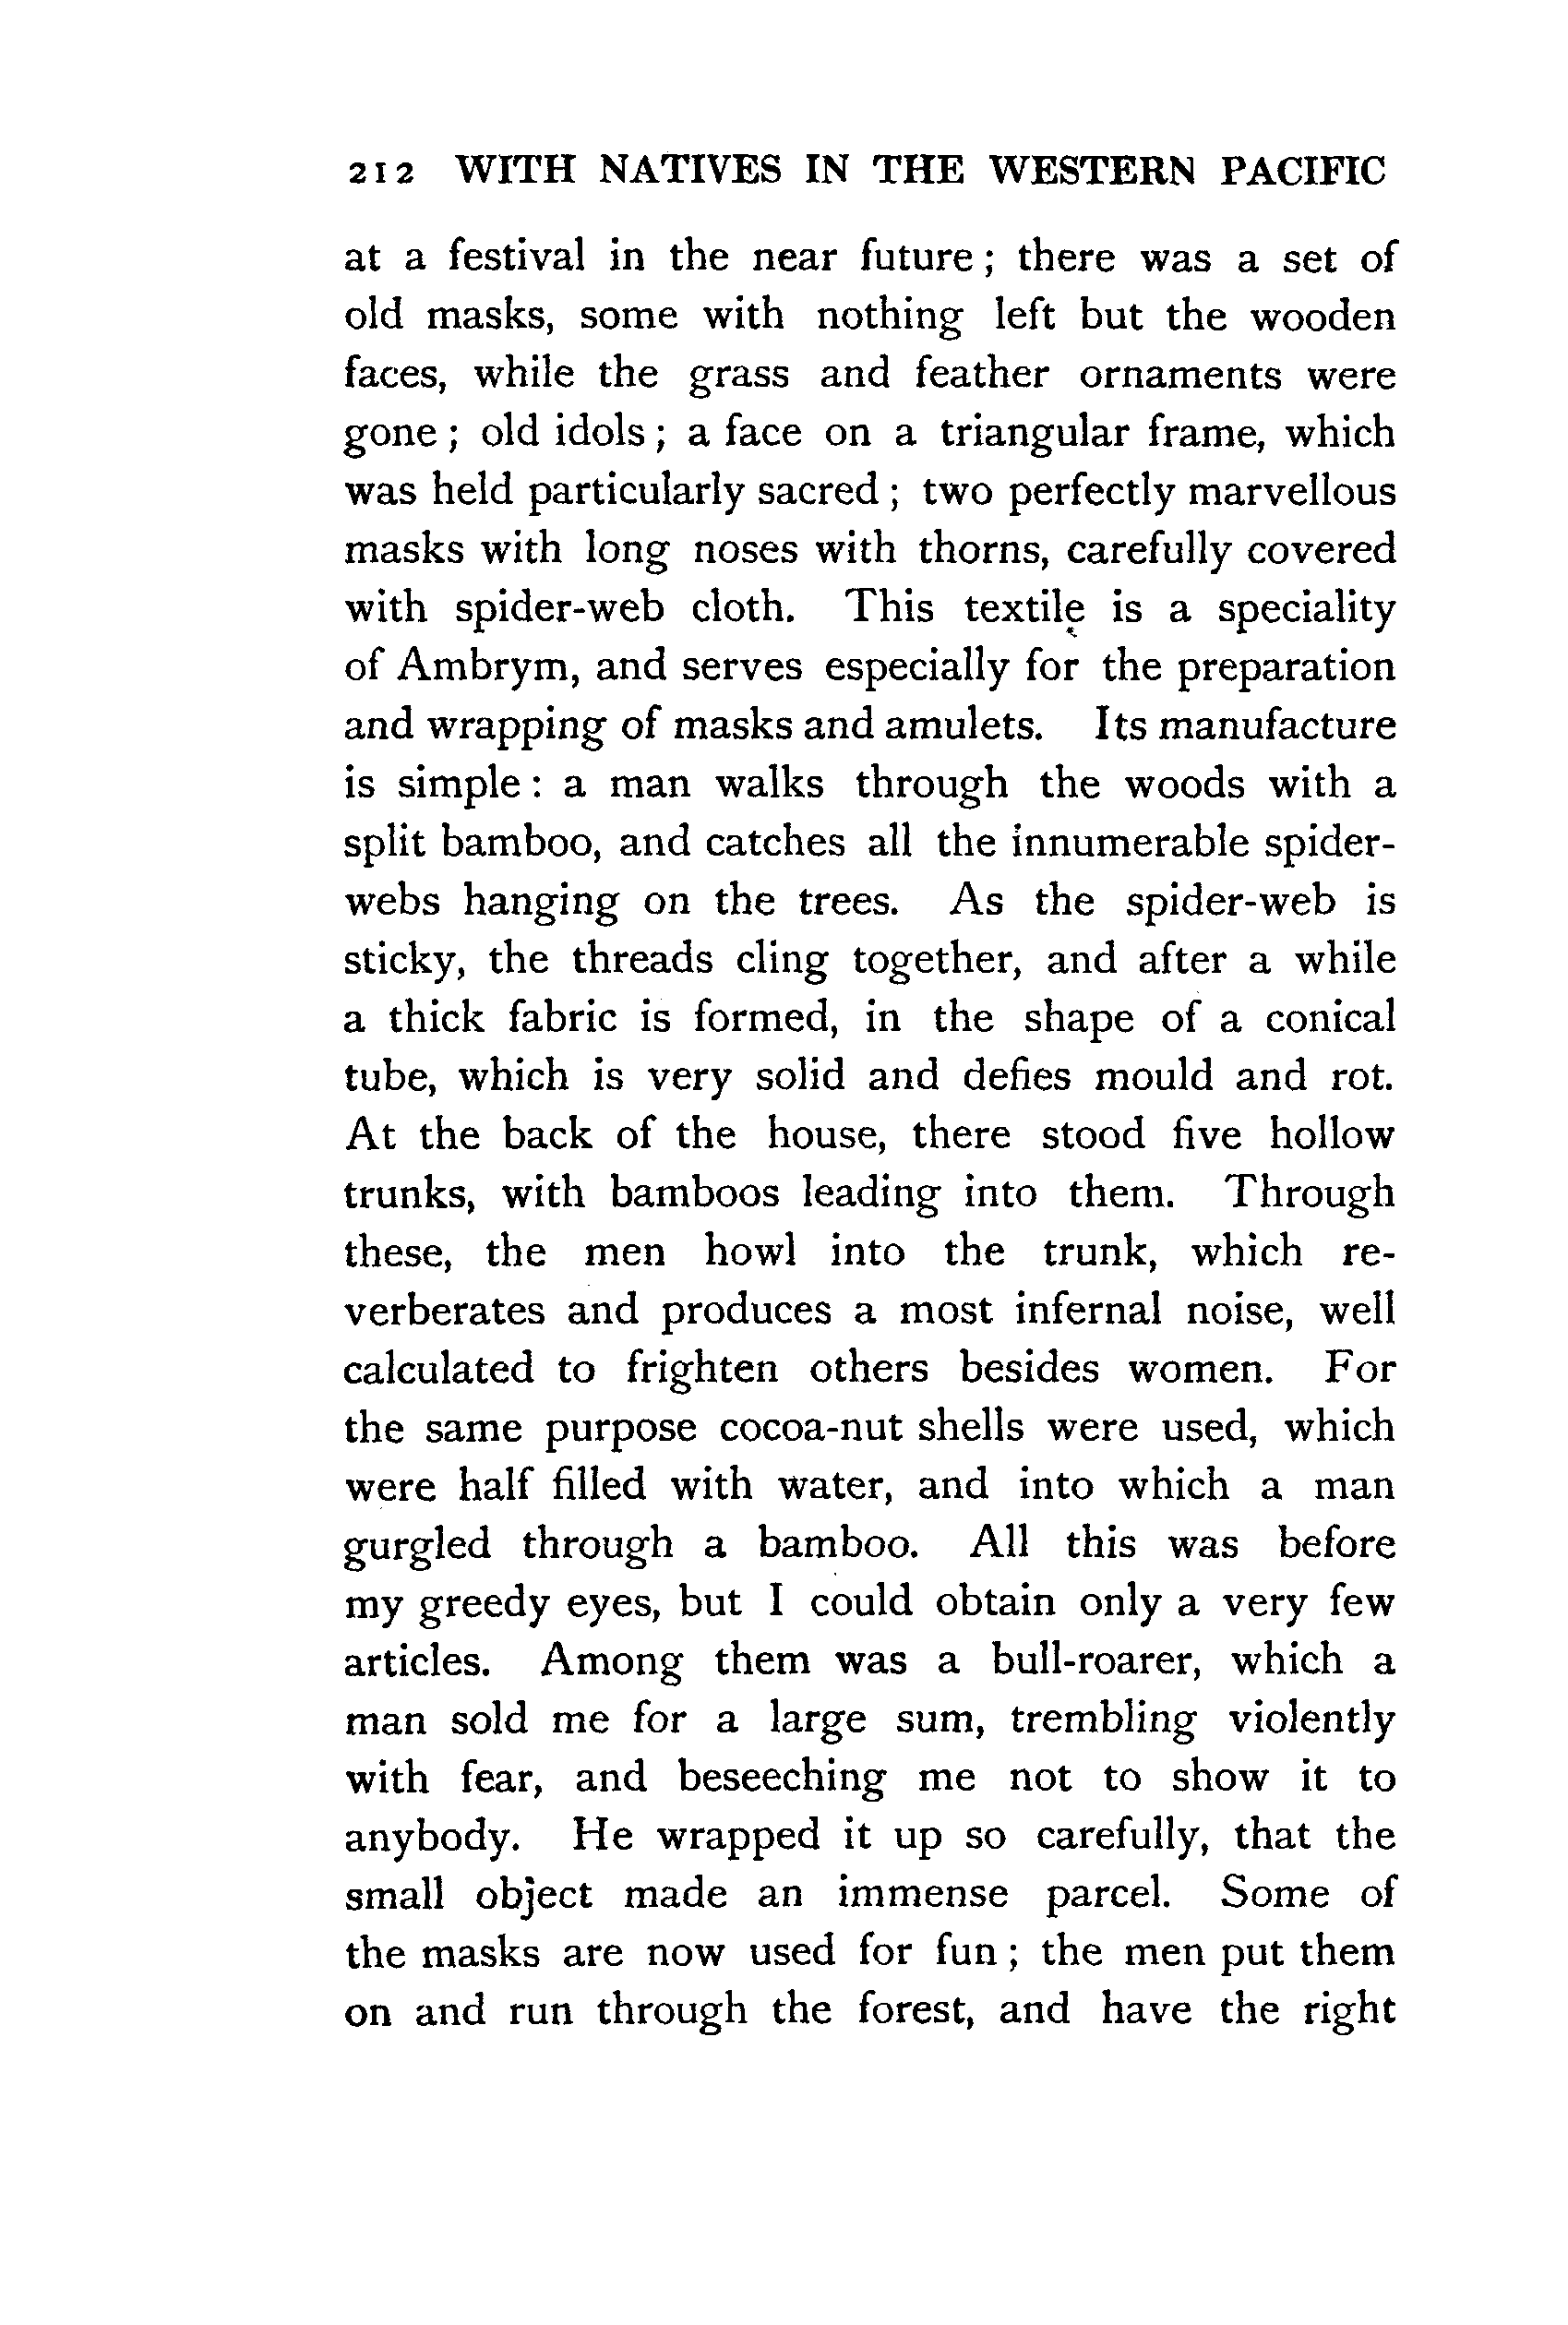 212 WITH NATIVES IN THE WESTERN PACIFIC
at a festival in the near future; there was a set of
old masks, some with nothing left but the wooden
faces, while the grass and feather ornaments were
gone; old idols; a face on a triangular frame, which
was held particularly sacred; two perfectly marvellous
masks with long noses with thorns, carefully covered
with spider-web cloth. This textile is a speciality
of Ambrym, and serves especially for the preparation
and wrapping of masks and amulets. Its manufacture
is simple: a man walks through the woods with a
split bamboo, and catches all the innumerable spider-
webs hanging on the trees. As the spider-web is
sticky, the threads cling together, and after a while
a thick fabric is formed, in the shape of a conical
tube, which is very solid and defies mould and rot.
At the back of the house, there stood five hollow
trunks, with bamboos leading into them. Through
these, the men howl into the trunk, which re-
verberates and produces a most infernal noise, well
calculated to frighten others besides women. For
the same purpose cocoa-nut shells were used, which
were half filled with water, and into which a man
gurgled through a bamboo. All this was before
my greedy eyes, but I could obtain only a very few
articles. Among them was a bull-roarer, which a
man sold me for a large sum, trembling violently
with fear, and beseeching me not to show it to
anybody. He wrapped it up so carefully, that the
small object made an immense parcel. Some of
the masks are now used for fun; the men put them
on and run through the forest, and have the right